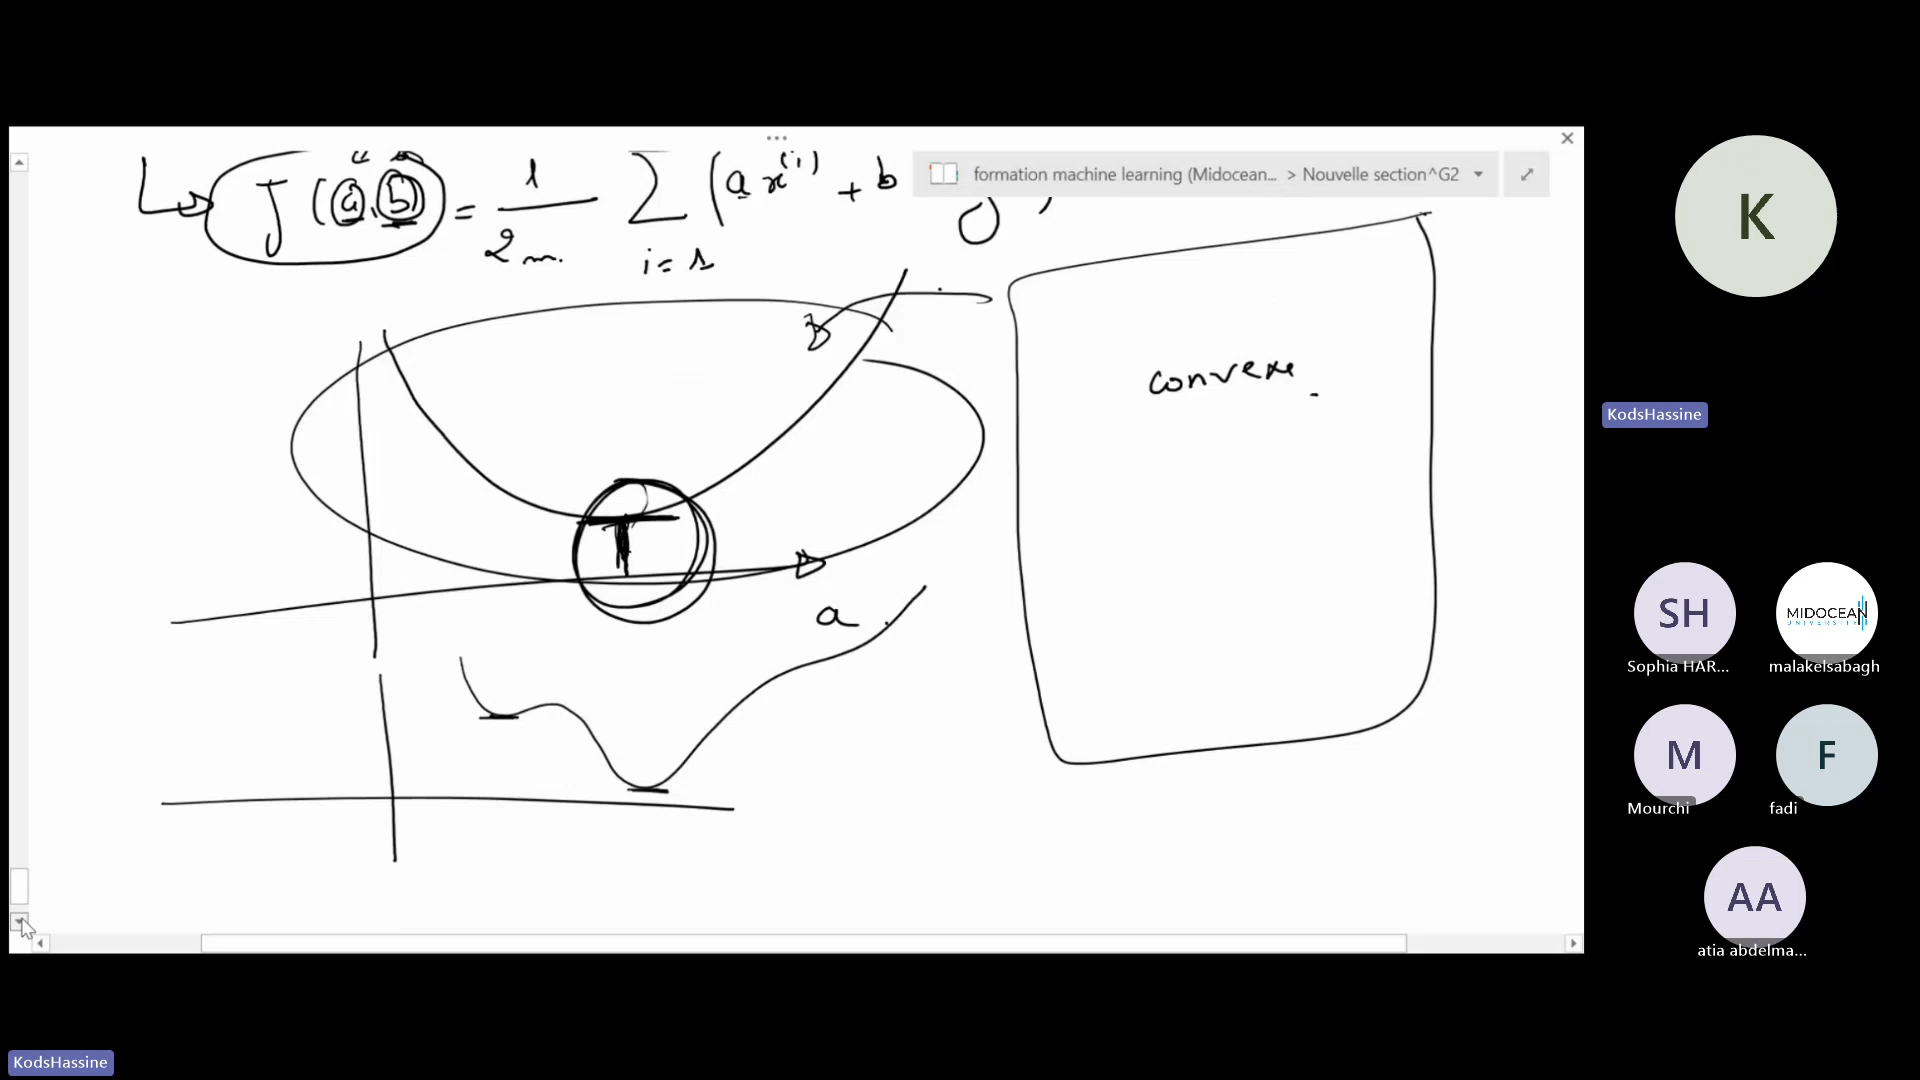 J(a,b) = 1/2m Σ i=1 (a x^(i) + b
formation machine learning (Midocean... > Nouvelle section^G2
convexe
a
K
KodsHassine
SH
Sophia HAR...
MIDOCEAN
UNIVERSITY
malakelsabagh
M
Mourchi
F
fadi
AA
atia abdelma...
KodsHassine